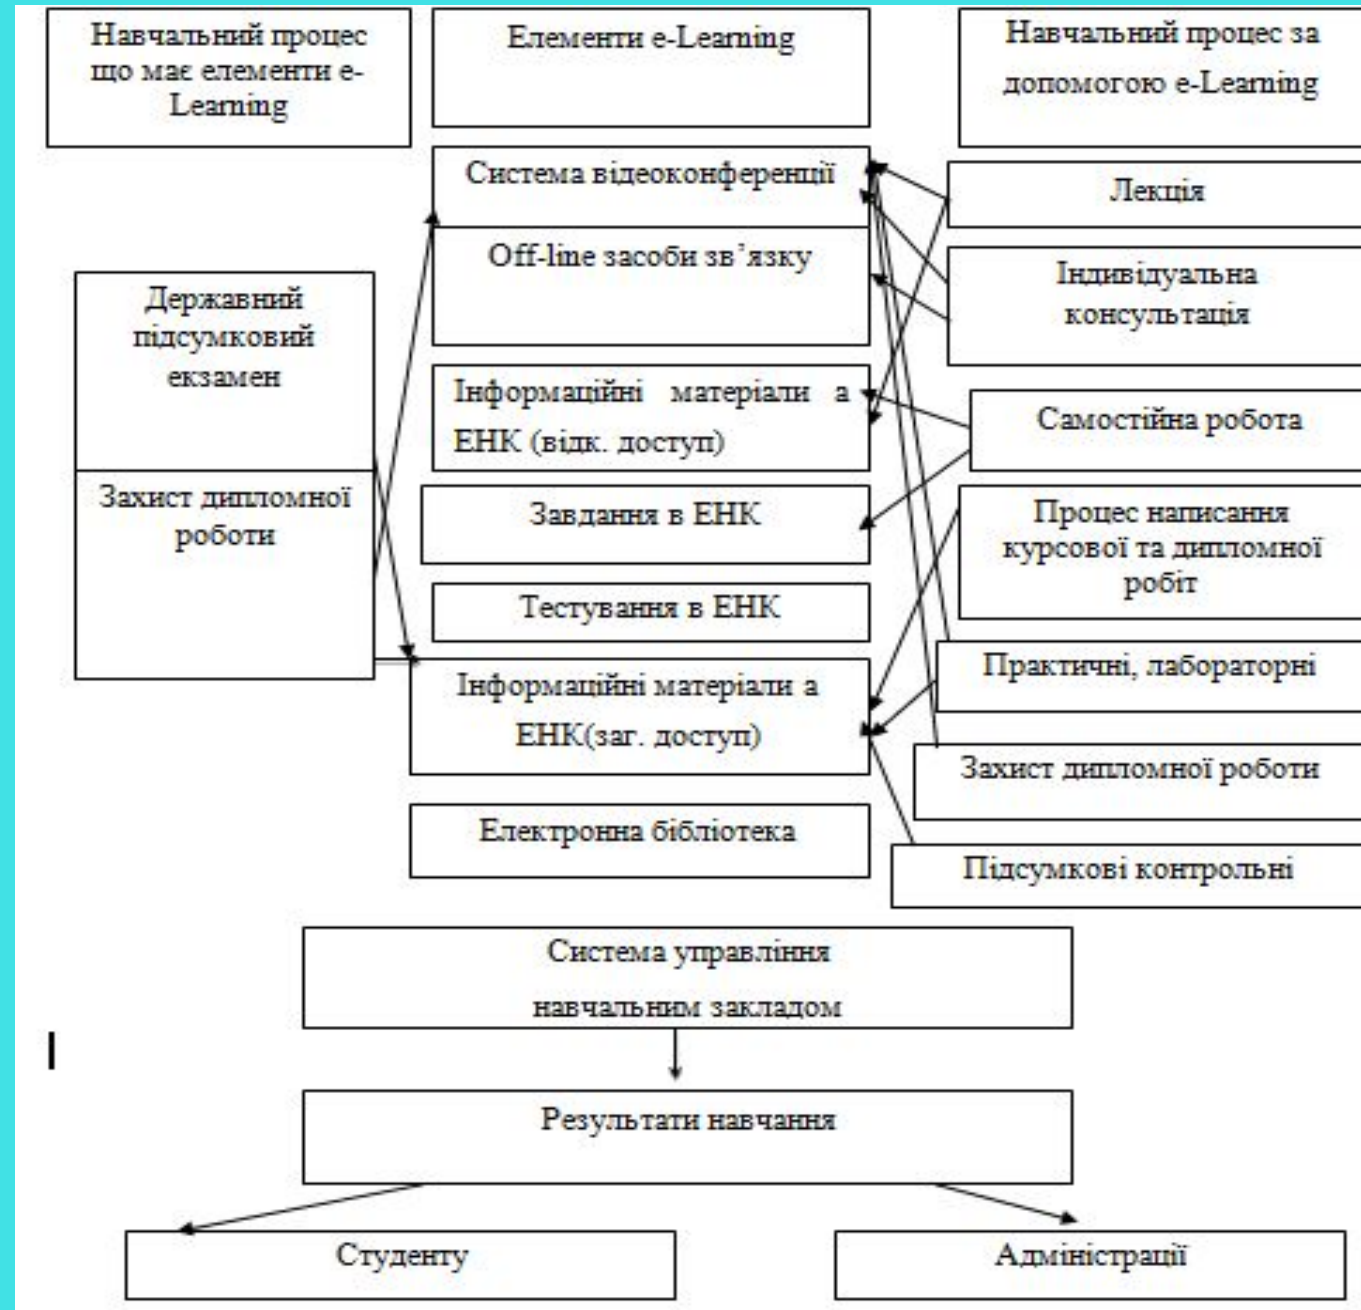 Навчальний процес
що має елементи е-
Learning
Елементи e-Learning
Навчальний процес за
допомогою e-Learning
Система відеоконференції
Off-line засоби зв’язку
Інформаційні матеріали а
ЕНК (відк. доступ)
Завдання в ЕНК
Тестування в ЕНК
Інформаційні матеріали а
ЕНК(заг. доступ)
Електронна бібліотека
Державний
підсумковий
екзамен
Захист дипломної
роботи
Лекція
Індивідуальна
консультація
Самостійна робота
Процес написання
курсової та дипломної
робіт
Практичні, лабораторні
Захист дипломної роботи
Підсумкові контрольні
Система управління
навчальним закладом
Результати навчання
Студенту
Адміністрації